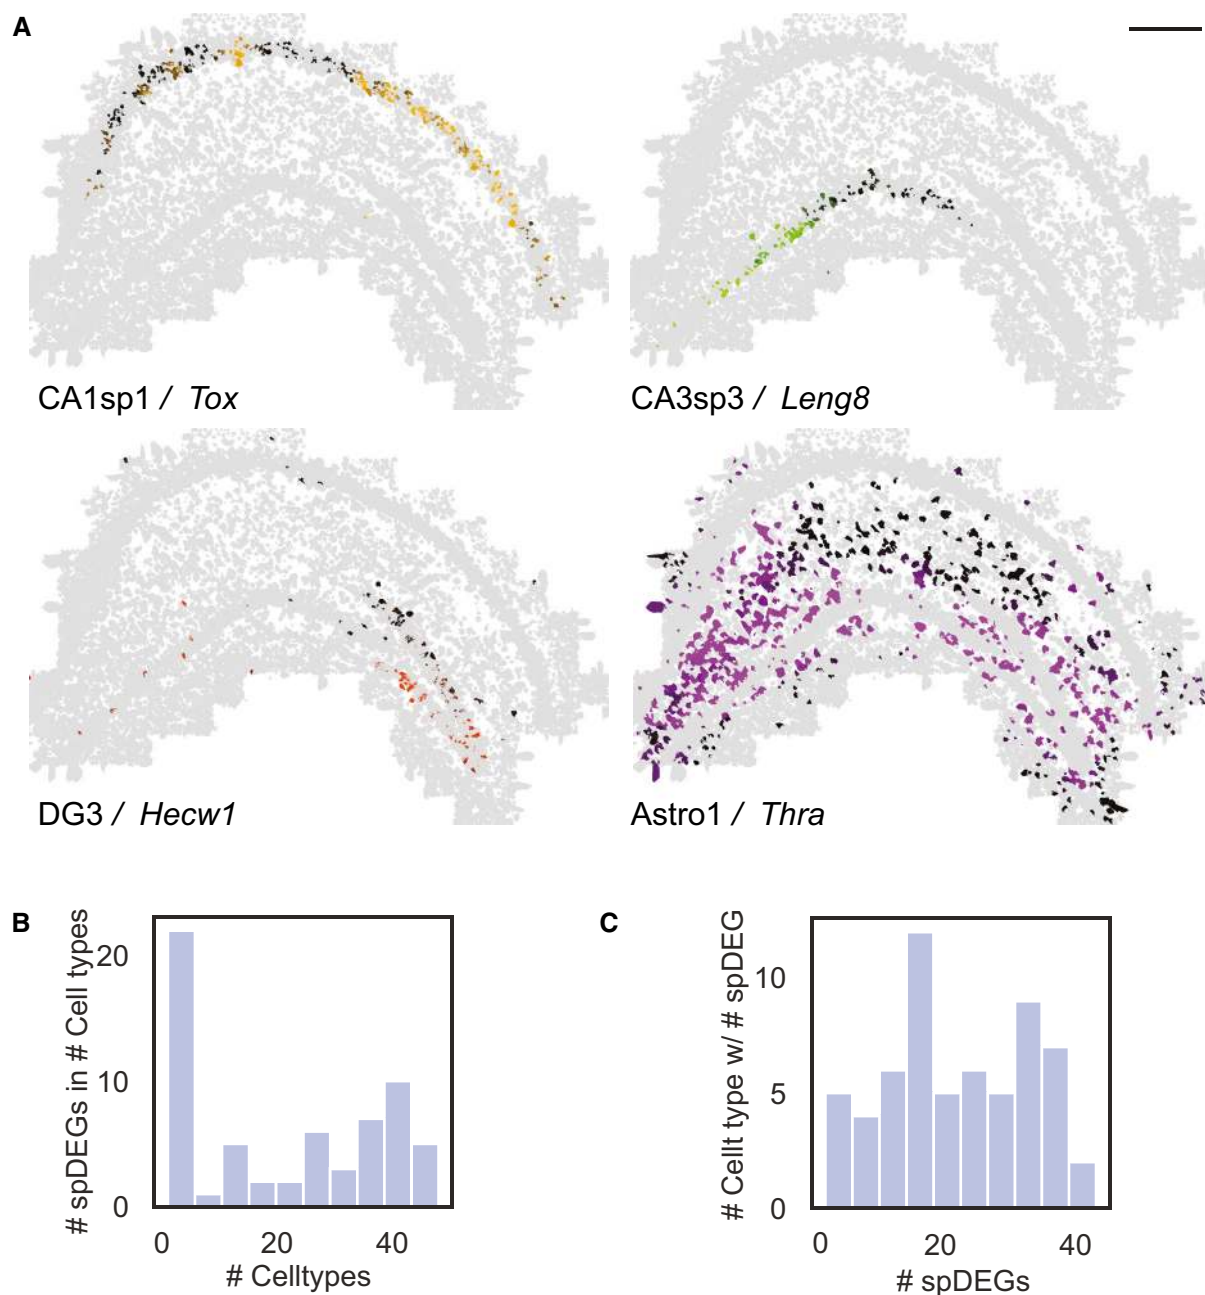 A
CA1sp1 / Tox
CA3sp3 / Leng8
DG3 / Hecw1
Astro1 / Thra
B
# spDEGs in # Cell types
20
10
0
0 20 40
# Celltypes
C
# Cellt type w/ # spDEG
10
5
0
0 20 40
# spDEGs